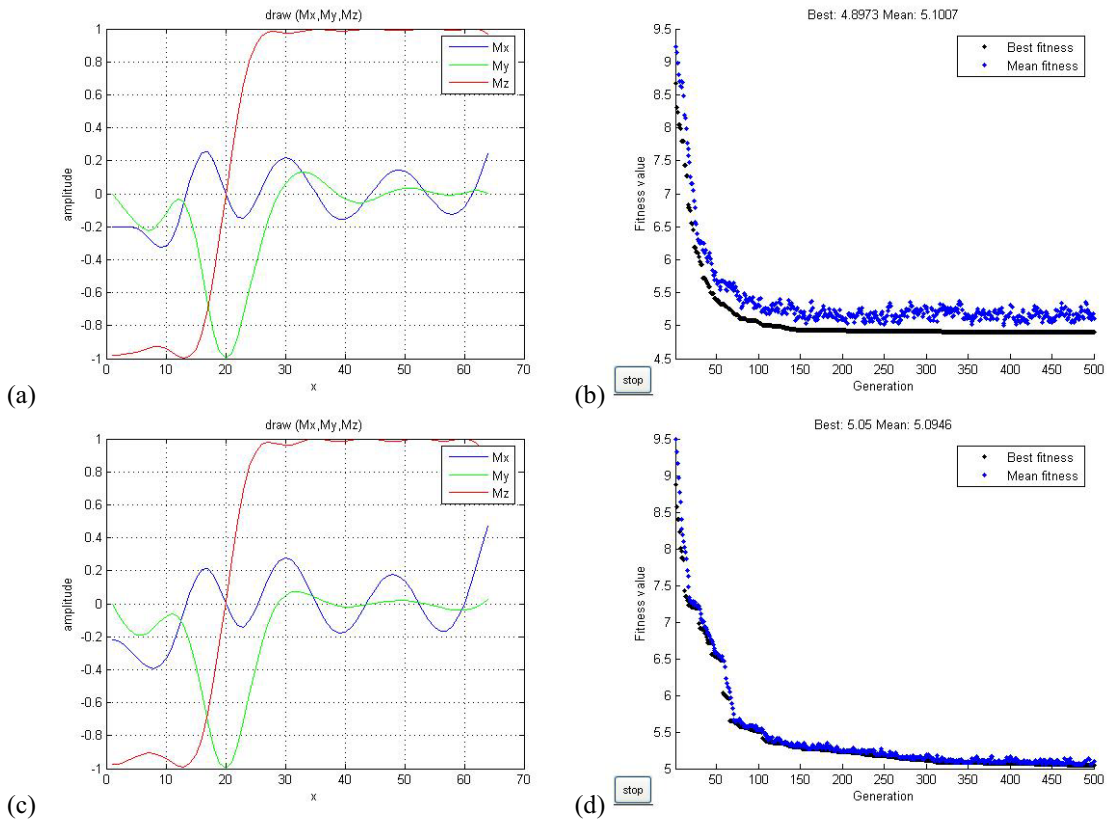 draw (Mx,My,Mz)
1
0.8
0.6
0.4
0.2
0
-0.2
-0.4
-0.6
-0.8
-1
amplitude
0 10 20 30 40 50 60 70
x
Mx
My
Mz
(a)
Best: 4.8973 Mean: 5.1007
9.5
9
8.5
8
7.5
7
6.5
6
5.5
5
4.5
Fitness value
50 100 150 200 250 300 350 400 450 500
Generation
Best fitness
Mean fitness
stop
(b)
draw (Mx,My,Mz)
1
0.8
0.6
0.4
0.2
0
-0.2
-0.4
-0.6
-0.8
-1
amplitude
0 10 20 30 40 50 60 70
x
Mx
My
Mz
(c)
Best: 5.05 Mean: 5.0946
9.5
9
8.5
8
7.5
7
6.5
6
5.5
5
Fitness value
50 100 150 200 250 300 350 400 450 500
Generation
Best fitness
Mean fitness
stop
(d)